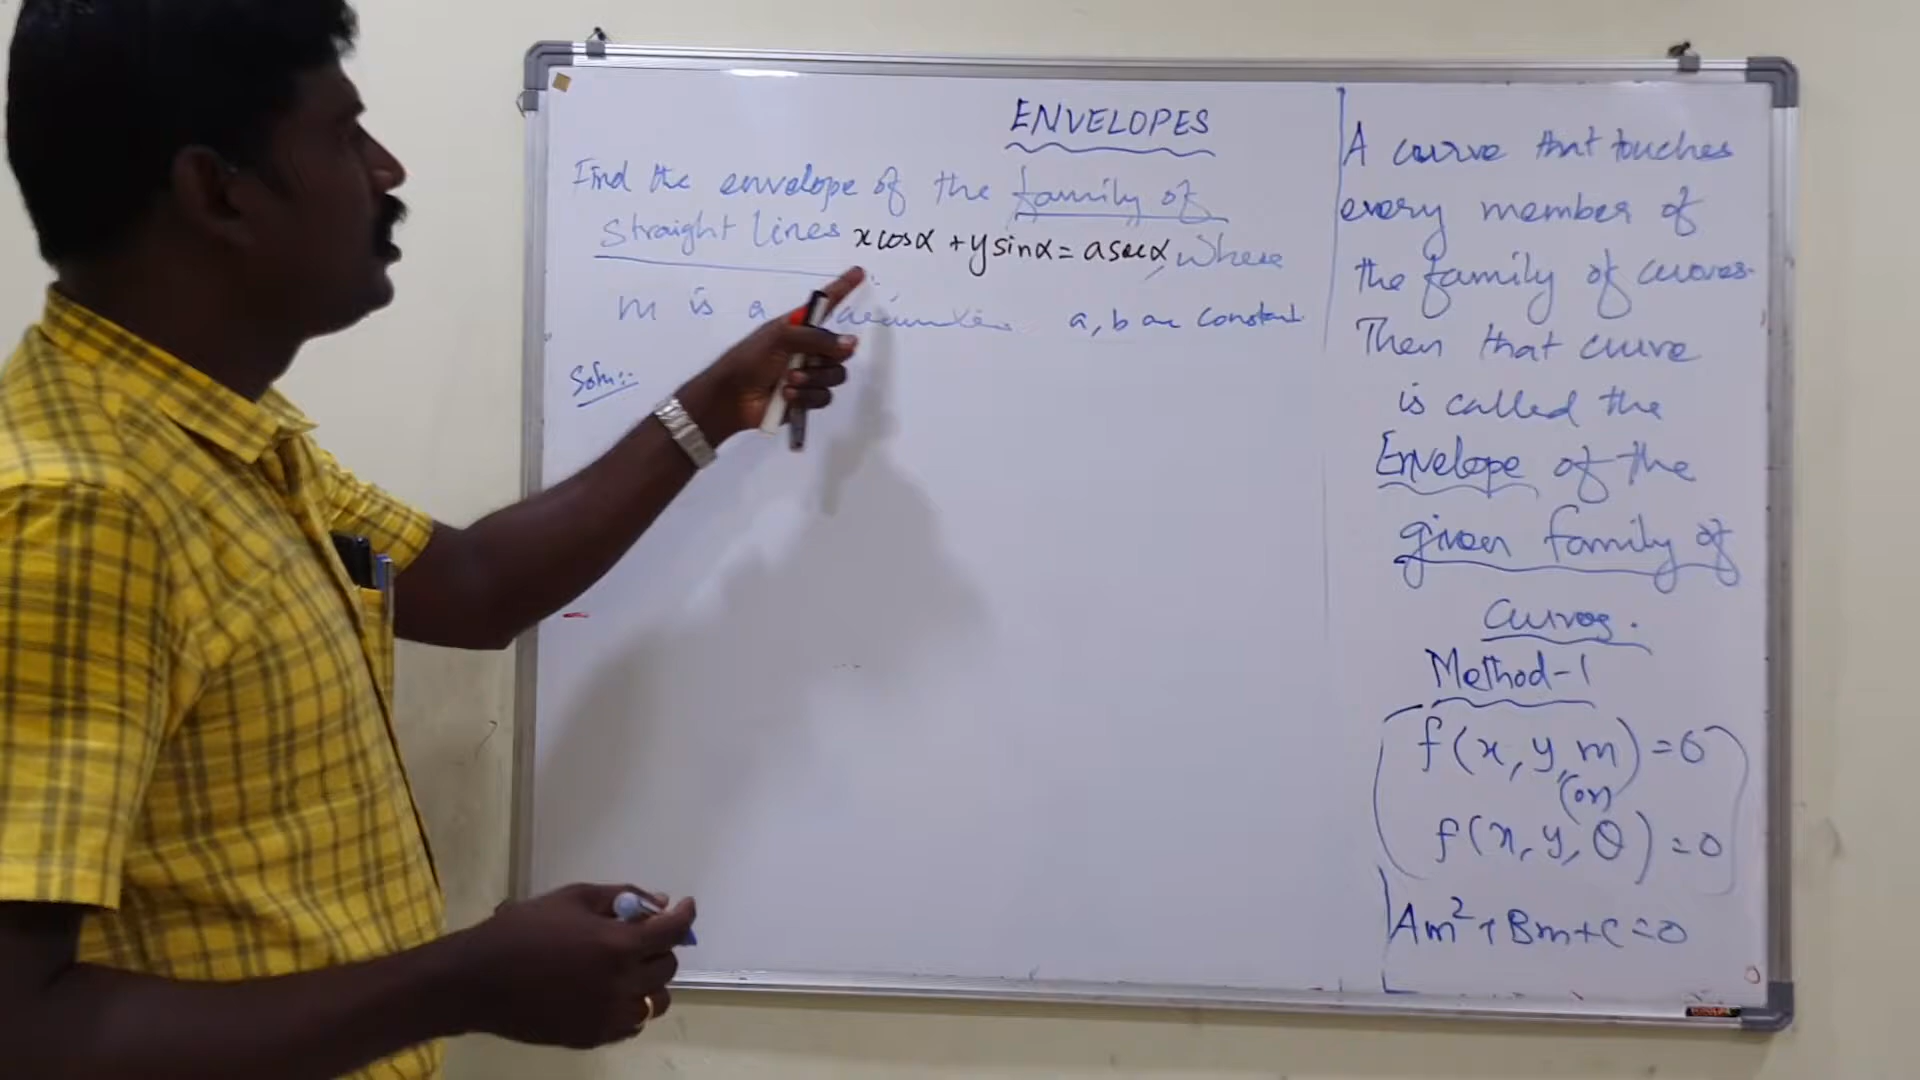 ENVELOPES
Find the envelope of the family of
straight lines x cosα + y sinα = a secα, where
m is a a, b are constant
Soln:-
A curve that touches
every member of
the family of curves.
Then that curve
is called the
Envelope of the
given family of
Curves.
Method-1
f(x, y, m) = 0
(or)
f(x, y, θ) = 0
Am² + Bm + C = 0